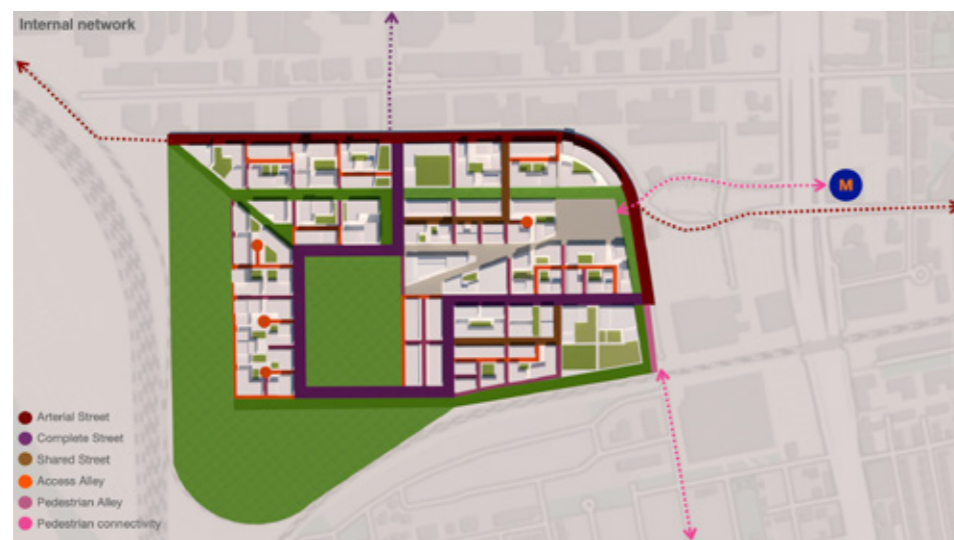 Internal network
M
Arterial Street
Complete Street
Shared Street
Access Alley
Pedestrian Alley
Pedestrian connectivity